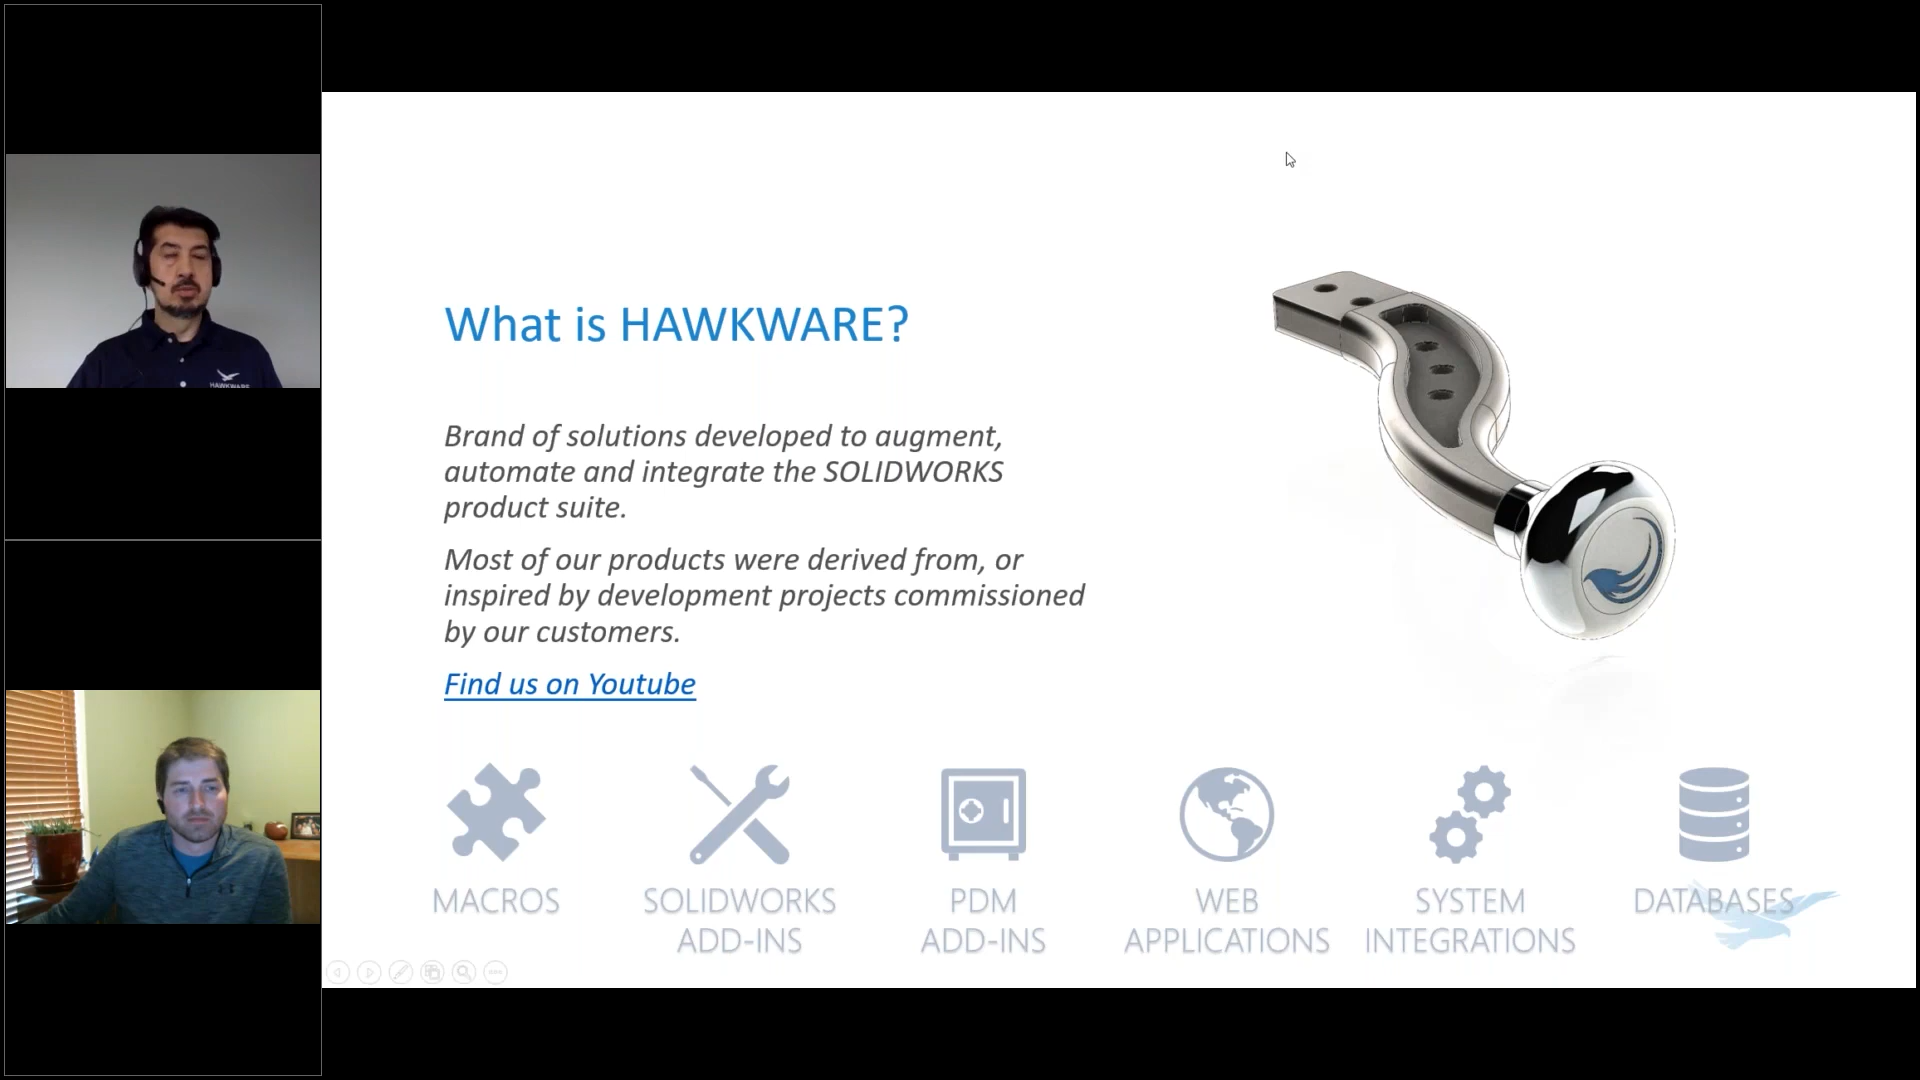 HAWKWARE
What is HAWKWARE?
Brand of solutions developed to augment,
automate and integrate the SOLIDWORKS
product suite.
Most of our products were derived from, or
inspired by development projects commissioned
by our customers.
Find us on Youtube
MACROS
SOLIDWORKS
ADD-INS
PDM
ADD-INS
WEB
APPLICATIONS
SYSTEM
INTEGRATIONS
DATABASES